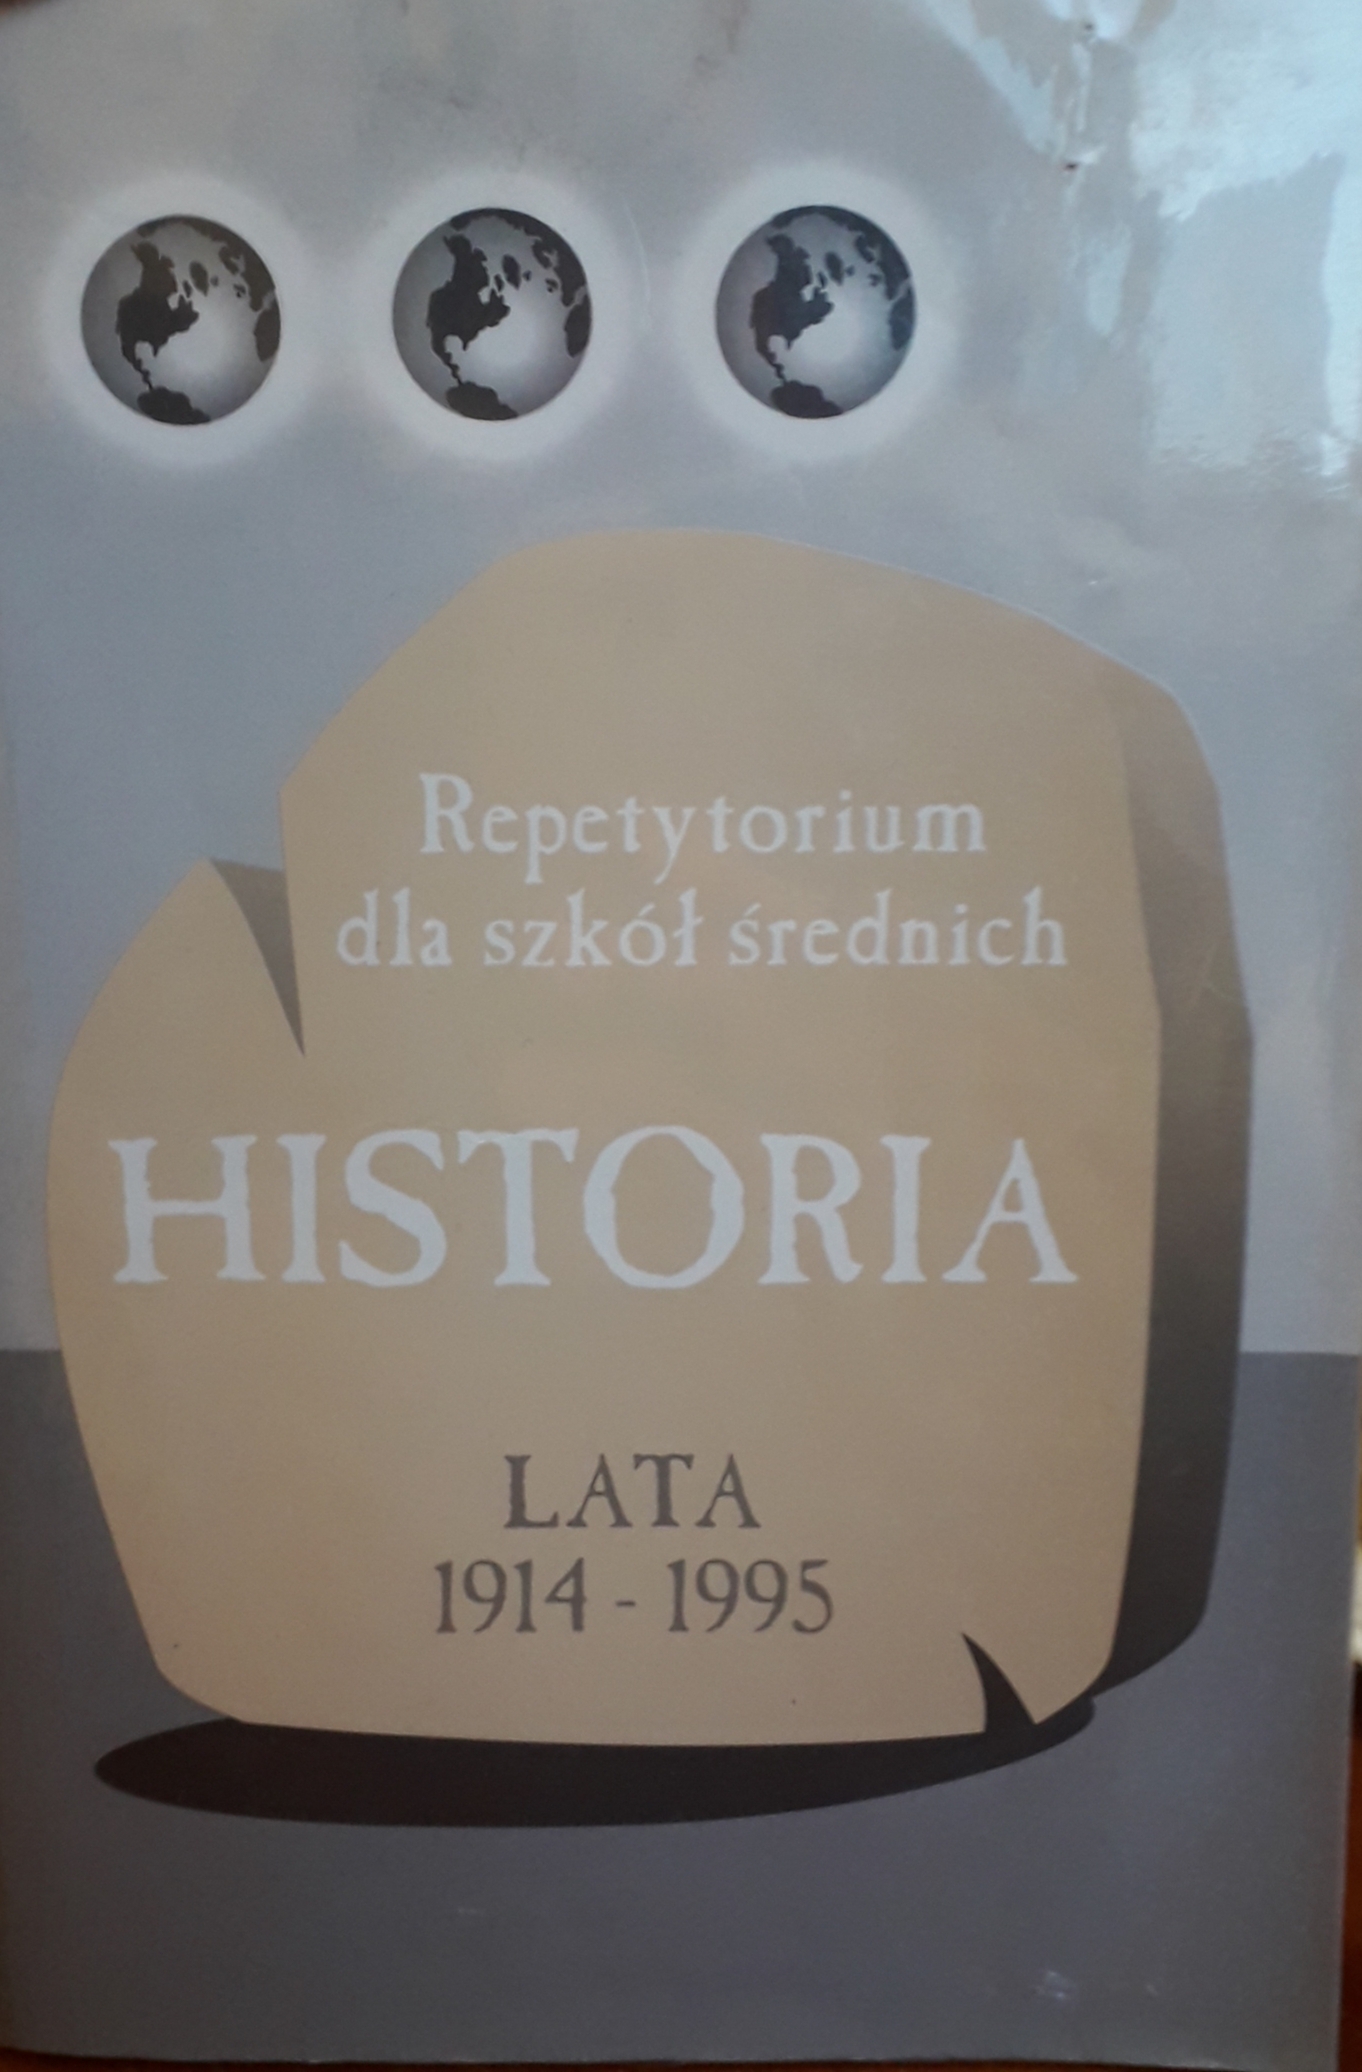 Repetytorium
dla szkół średnich
HISTORIA
LATA
1914 - 1995